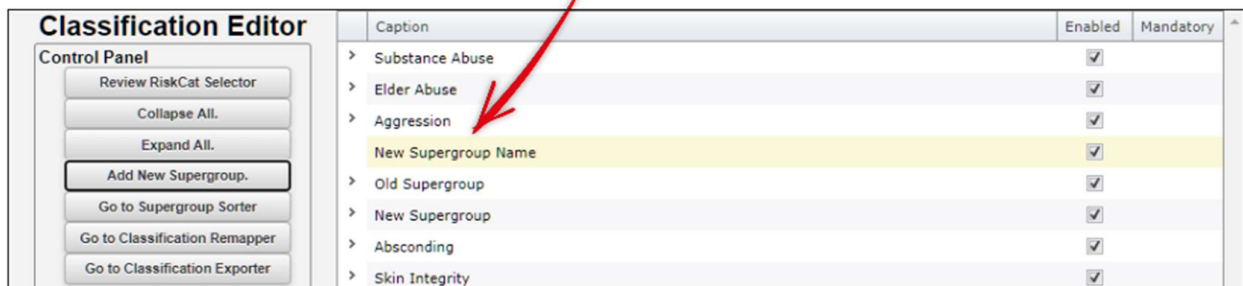 Classification Editor
Control Panel
Review RiskCat Selector
Collapse All.
Expand All.
Add New Supergroup.
Go to Supergroup Sorter
Go to Classification Remapper
Go to Classification Exporter
Caption Enabled Mandatory
Substance Abuse
Elder Abuse
Aggression
New Supergroup Name
Old Supergroup
New Supergroup
Absconding
Skin Integrity